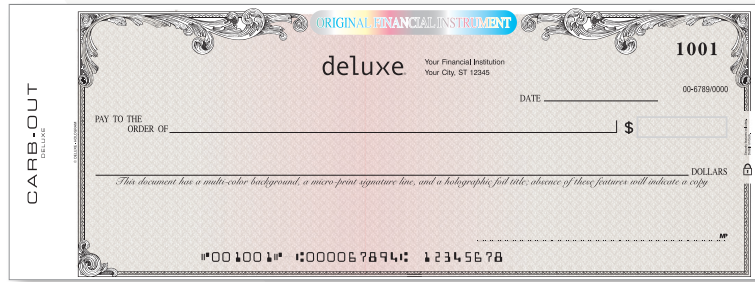 ORIGINAL FINANCIAL INSTRUMENT
1001
deluxe
Your Financial Institution
Your City, ST 12345
00-6789/0000
DATE
CARB-OUT
DELUXE
PAY TO THE
ORDER OF
$
DOLLARS
This document has a multi-color background, a micro-print signature line, and a holographic foil title; absence of these features will indicate a copy
MP
⑈001001⑈ ⑆000067894⑆ 12345678